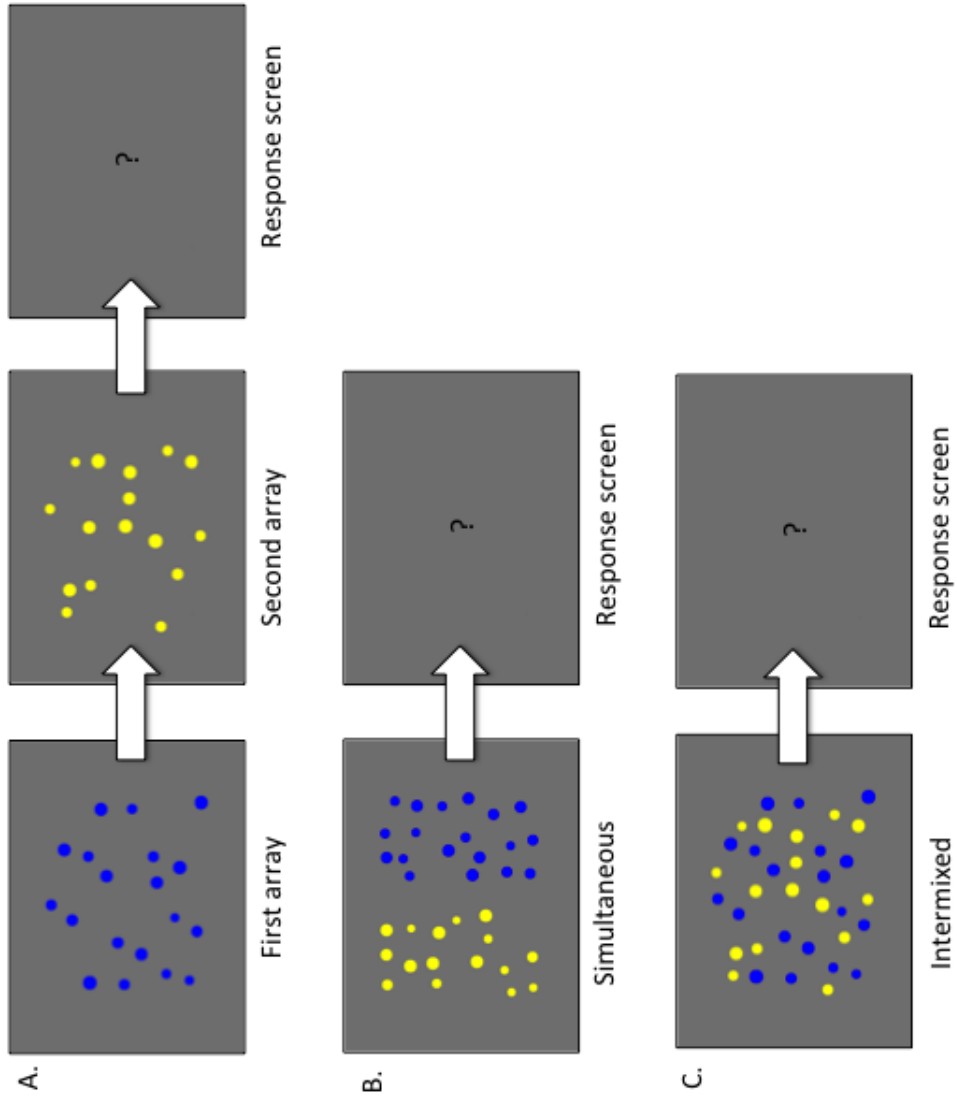 A.
?
First array
Second array
Response screen
B.
?
Simultaneous
Response screen
C.
?
Intermixed
Response screen